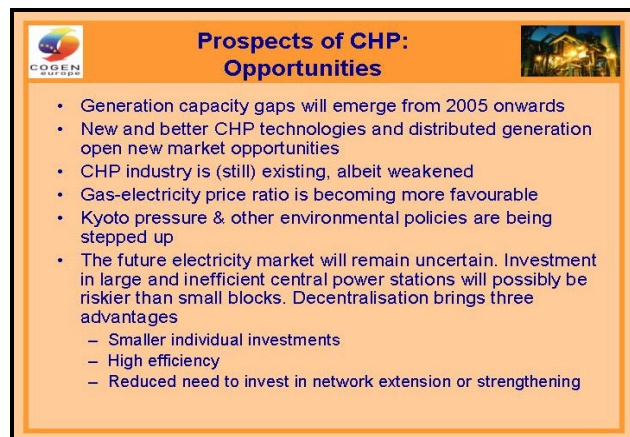 COGEN
europe
Prospects of CHP:
Opportunities
• Generation capacity gaps will emerge from 2005 onwards
• New and better CHP technologies and distributed generation
open new market opportunities
• CHP industry is (still) existing, albeit weakened
• Gas-electricity price ratio is becoming more favourable
• Kyoto pressure & other environmental policies are being
stepped up
• The future electricity market will remain uncertain. Investment
in large and inefficient central power stations will possibly be
riskier than small blocks. Decentralisation brings three
advantages
– Smaller individual investments
– High efficiency
– Reduced need to invest in network extension or strengthening